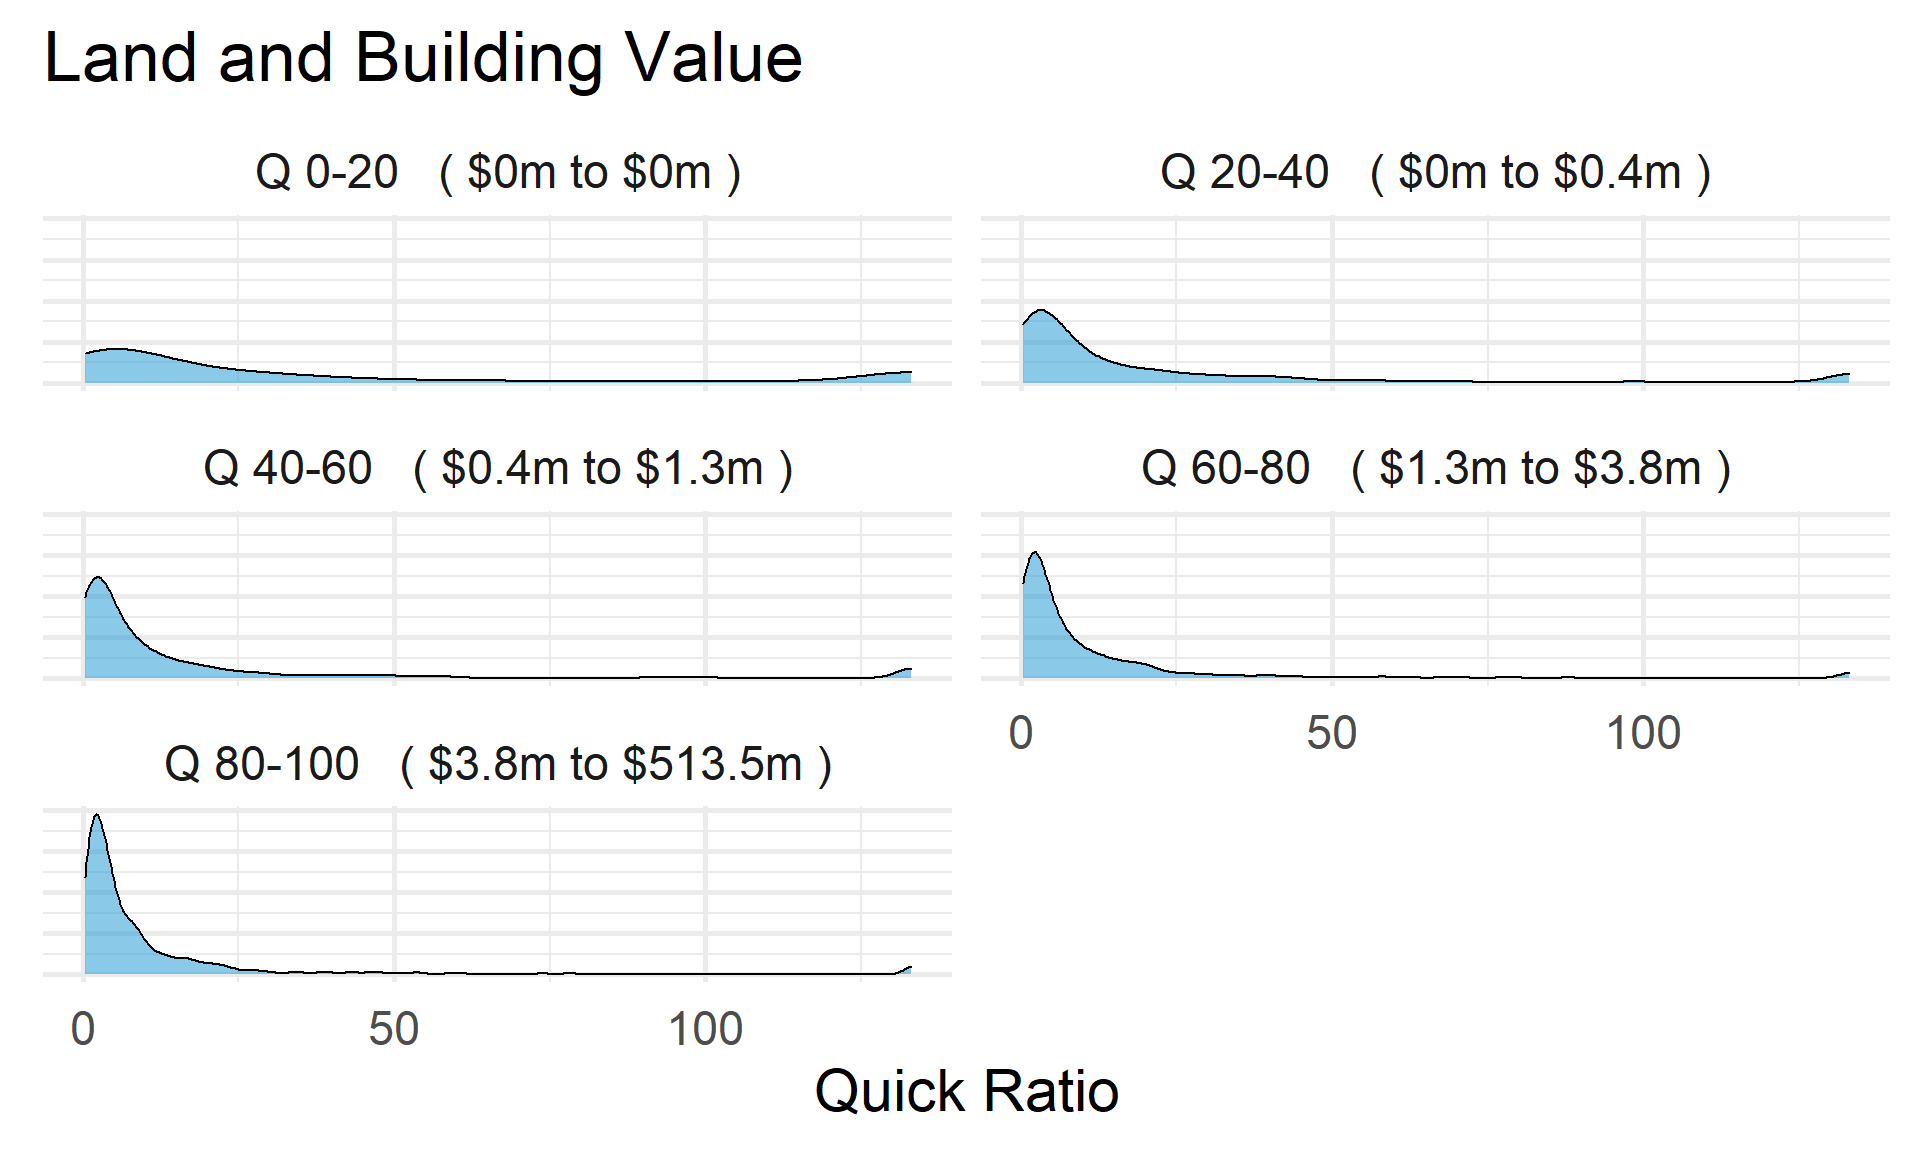 Land and Building Value
Q 0-20 ( $0m to $0m )
Q 20-40 ( $0m to $0.4m )
Q 40-60 ( $0.4m to $1.3m )
Q 60-80 ( $1.3m to $3.8m )
0 50 100
Q 80-100 ( $3.8m to $513.5m )
0 50 100
Quick Ratio